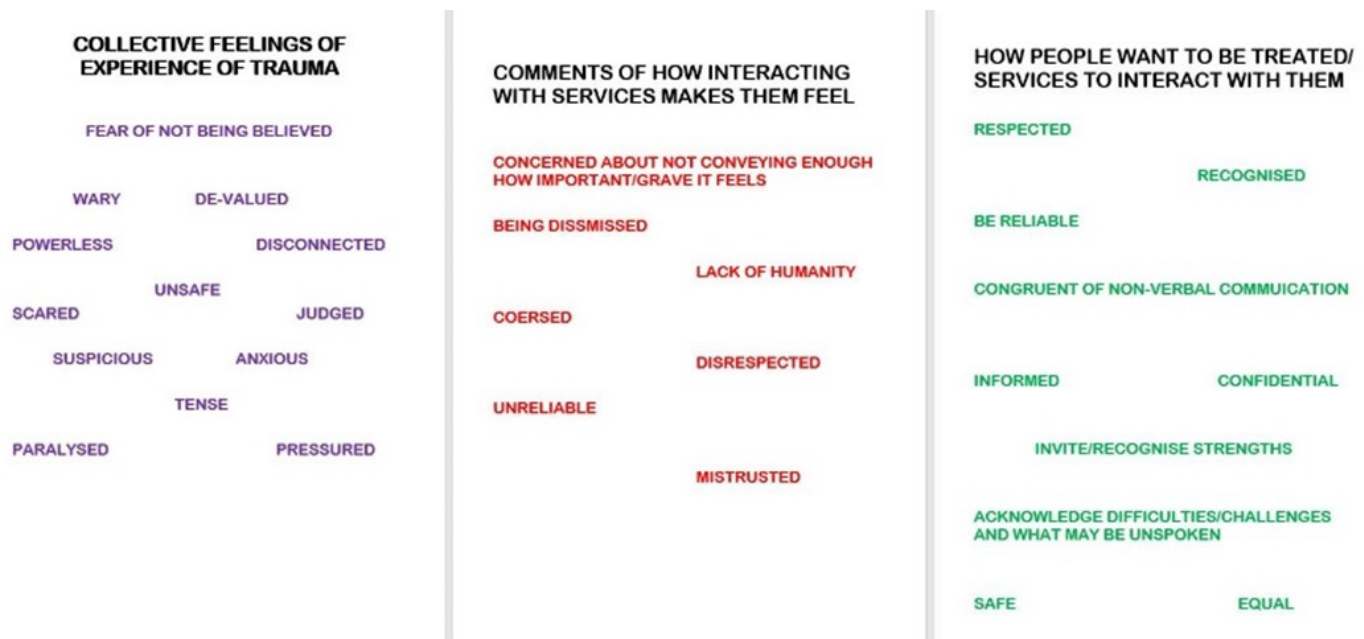 COLLECTIVE FEELINGS OF
EXPERIENCE OF TRAUMA
FEAR OF NOT BEING BELIEVED
WARY DE-VALUED
POWERLESS DISCONNECTED
UNSAFE
SCARED JUDGED
SUSPICIOUS ANXIOUS
TENSE
PARALYSED PRESSURED
COMMENTS OF HOW INTERACTING
WITH SERVICES MAKES THEM FEEL
CONCERNED ABOUT NOT CONVEYING ENOUGH
HOW IMPORTANT/GRAVE IT FEELS
BEING DISSMISSED
LACK OF HUMANITY
COERSED
DISRESPECTED
UNRELIABLE
MISTRUSTED
HOW PEOPLE WANT TO BE TREATED/
SERVICES TO INTERACT WITH THEM
RESPECTED
RECOGNISED
BE RELIABLE
CONGRUENT OF NON-VERBAL COMMUICATION
INFORMED CONFIDENTIAL
INVITE/RECOGNISE STRENGTHS
ACKNOWLEDGE DIFFICULTIES/CHALLENGES
AND WHAT MAY BE UNSPOKEN
SAFE EQUAL